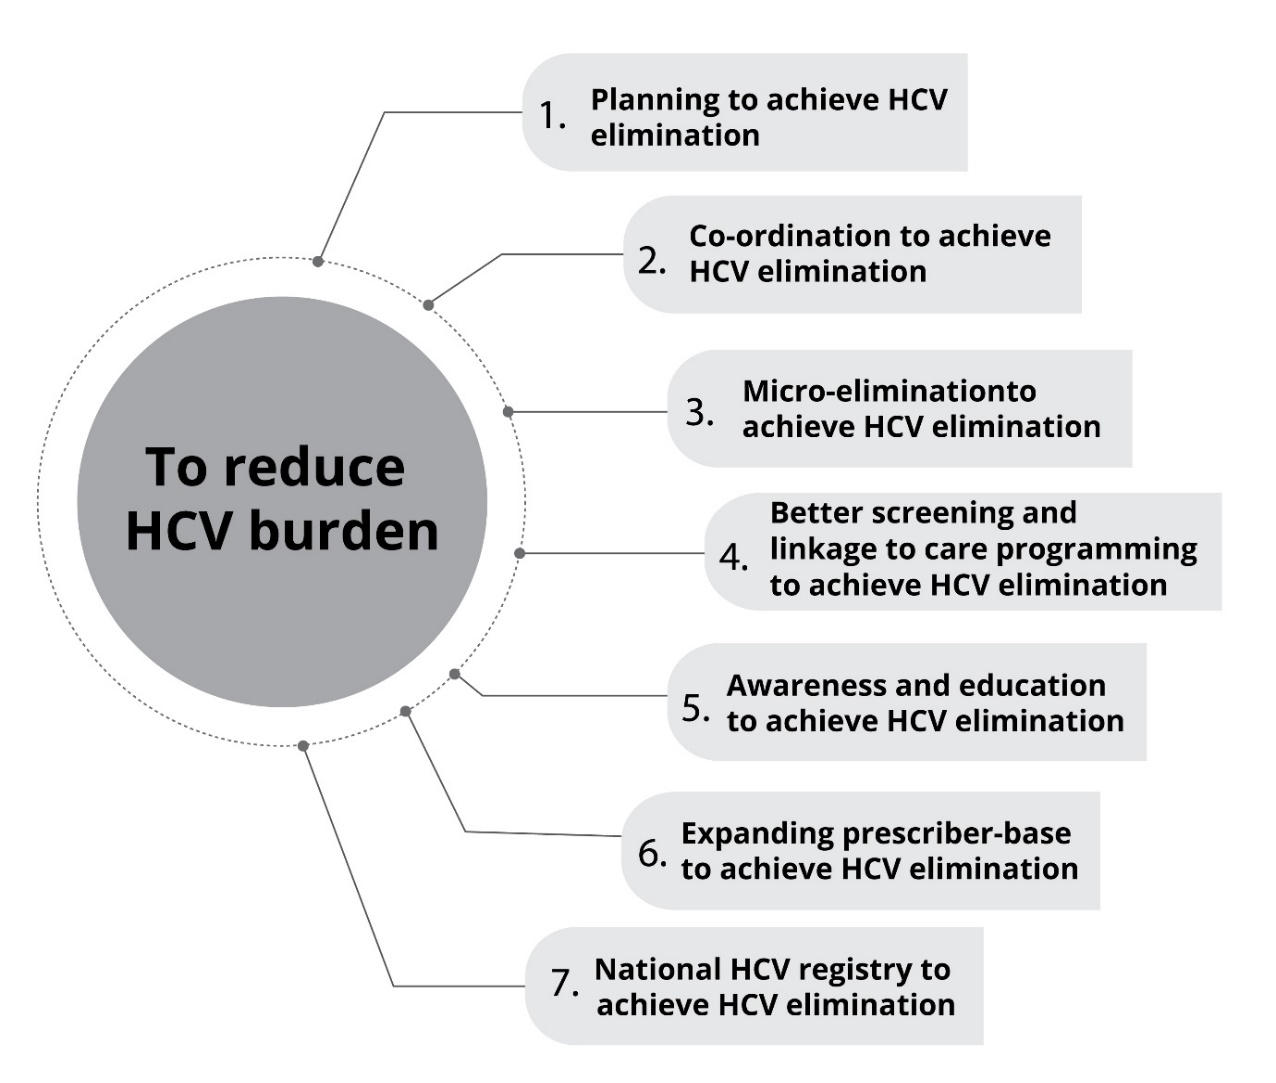 To reduce
HCV burden
1. Planning to achieve HCV
elimination
2. Co-ordination to achieve
HCV elimination
3. Micro-eliminationto
achieve HCV elimination
4. Better screening and
linkage to care programming
to achieve HCV elimination
5. Awareness and education
to achieve HCV elimination
6. Expanding prescriber-base
to achieve HCV elimination
7. National HCV registry to
achieve HCV elimination